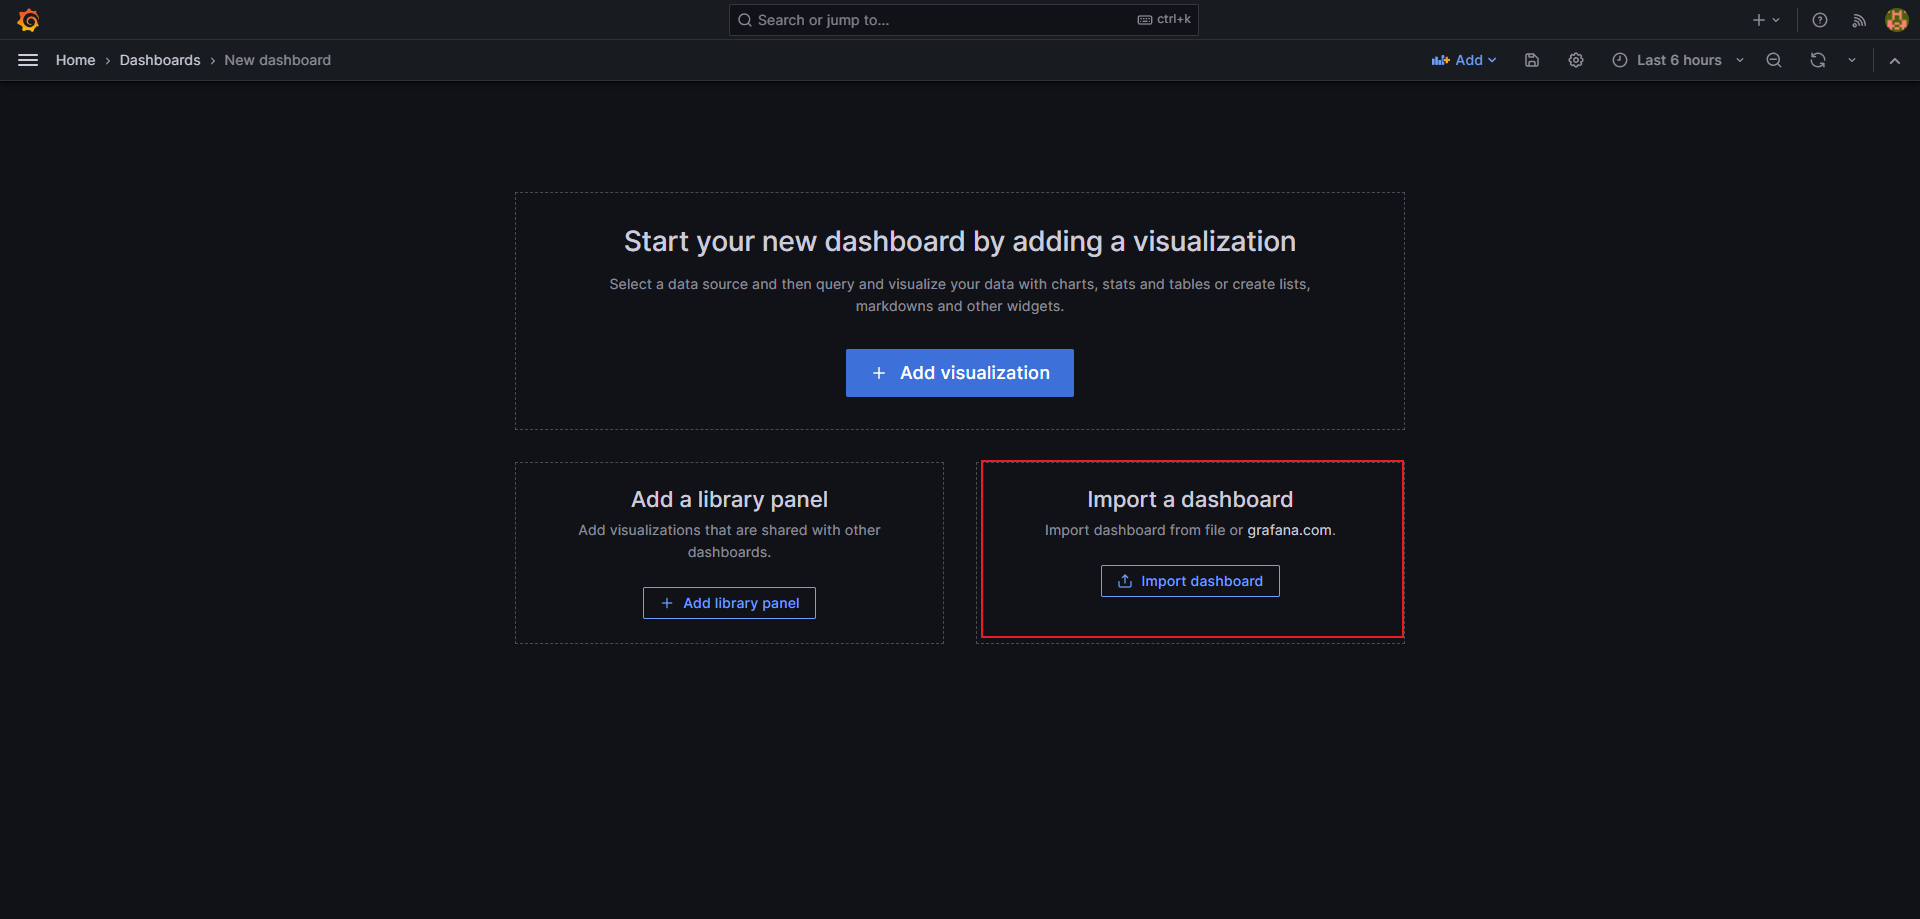 Search or jump to...
ctrl+k
Home › Dashboards › New dashboard
Add
Last 6 hours
Start your new dashboard by adding a visualization
Select a data source and then query and visualize your data with charts, stats and tables or create lists,
markdowns and other widgets.
+ Add visualization
Add a library panel
Add visualizations that are shared with other
dashboards.
+ Add library panel
Import a dashboard
Import dashboard from file or grafana.com.
Import dashboard